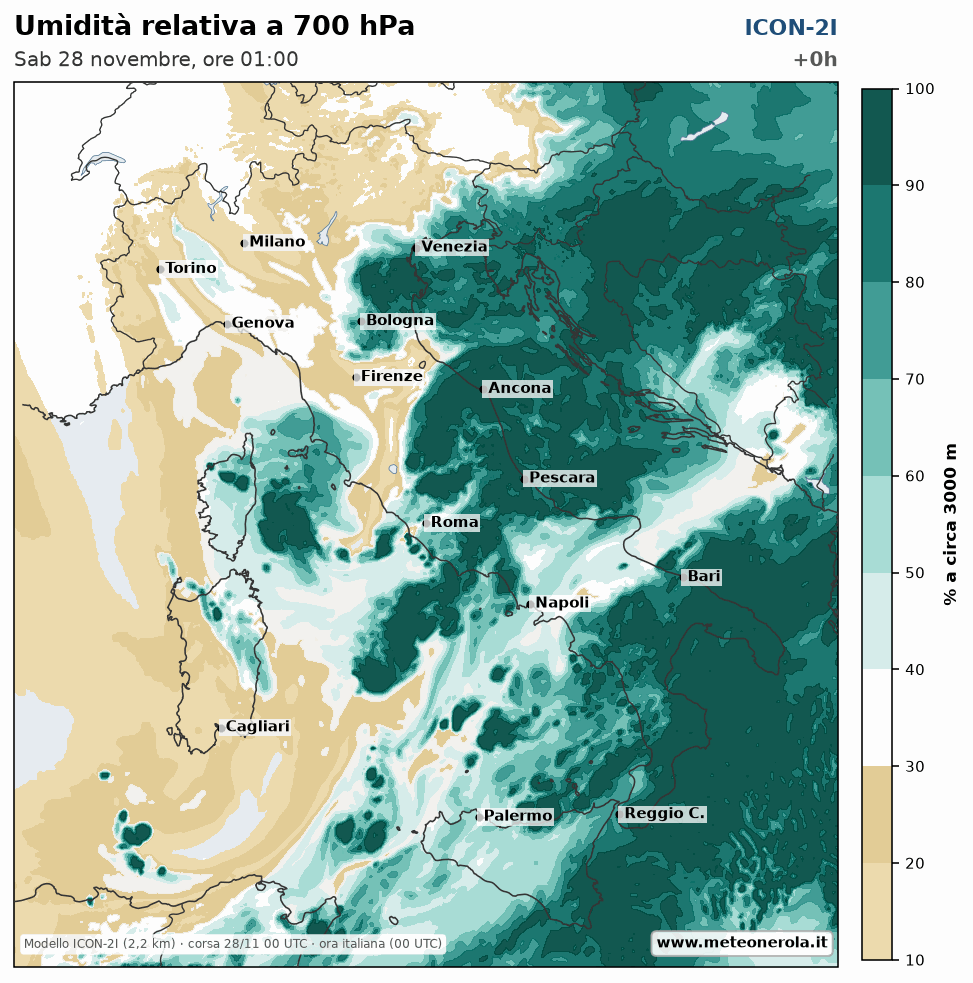 Umidità relativa a 700 hPa
ICON-2I
Sab 28 novembre, ore 01:00
+0h
100
90
80
70
60
50
40
30
20
10
% a circa 3000 m
Milano
Venezia
Torino
Genova
Bologna
Firenze
Ancona
Pescara
Roma
Bari
Napoli
Cagliari
Palermo
Reggio C.
Modello ICON-2I (2,2 km) · corsa 28/11 00 UTC · ora italiana (00 UTC)
www.meteonerola.it